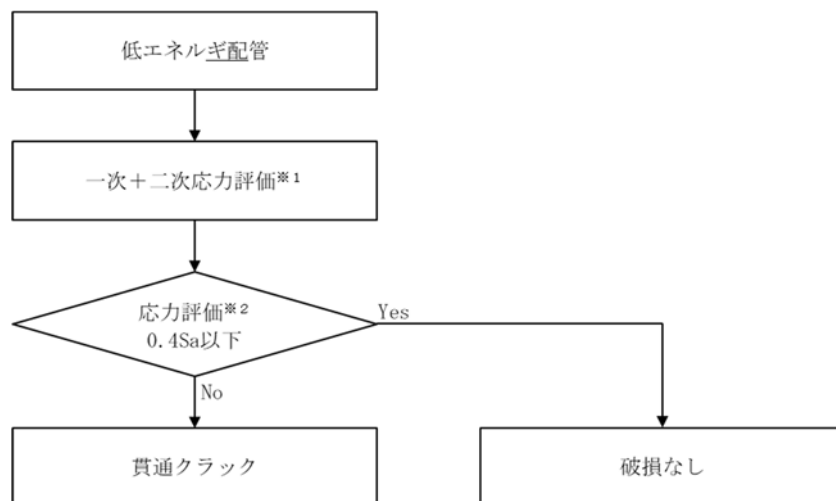 低エネルギ配管
一次＋二次応力評価※1
応力評価※2
0.4Sa以下
Yes
No
貫通クラック
破損なし